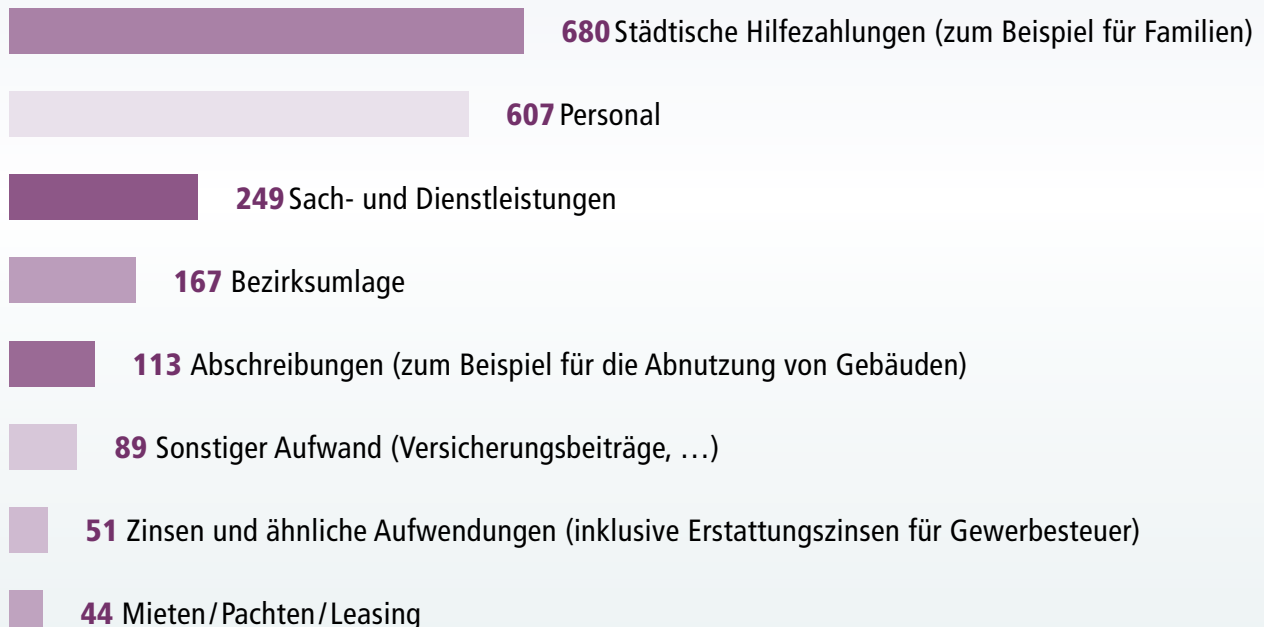 680 Städtische Hilfezahlungen (zum Beispiel für Familien)
607 Personal
249 Sach- und Dienstleistungen
167 Bezirksumlage
113 Abschreibungen (zum Beispiel für die Abnutzung von Gebäuden)
89 Sonstiger Aufwand (Versicherungsbeiträge, …)
51 Zinsen und ähnliche Aufwendungen (inklusive Erstattungszinsen für Gewerbesteuer)
44 Mieten/Pachten/Leasing